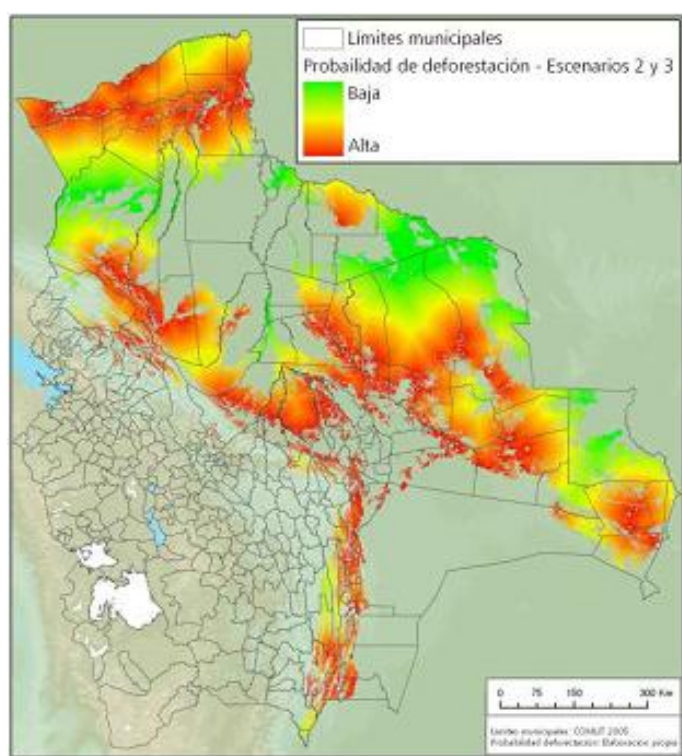 Límites municipales
Probailidad de deforestación - Escenarios 2 y 3
Baja
Alta
0 75 150 300 Km
Límites municipales: COMLIT 2005
Probabilidad deforestación: Elaboración propia